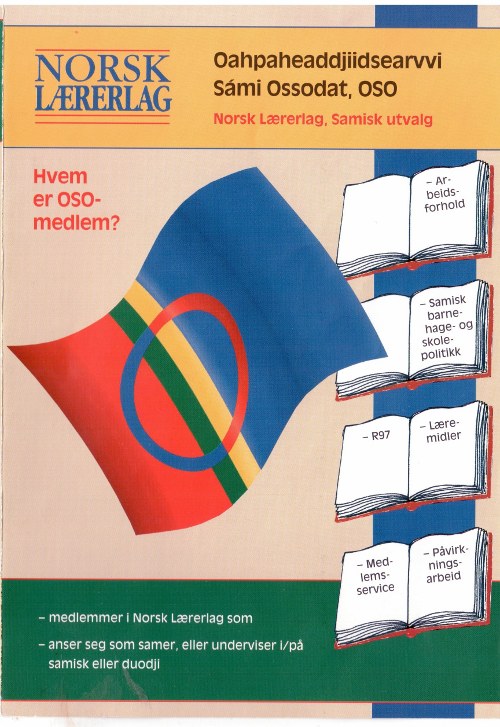 NORSK
LÆRERLAG
Oahpaheaddjiidsearvvi
Sámi Ossodat, OSO
Norsk Lærerlag, Samisk utvalg
Hvem
er OSO-
medlem?
– Ar-
beids-
forhold
– Samisk
barne-
hage- og
skole-
politikk
– R97
– Lære-
midler
– Med-
lems-
service
– Påvirk-
nings-
arbeid
– medlemmer i Norsk Lærerlag som
– anser seg som samer, eller underviser i/på
samisk eller duodji